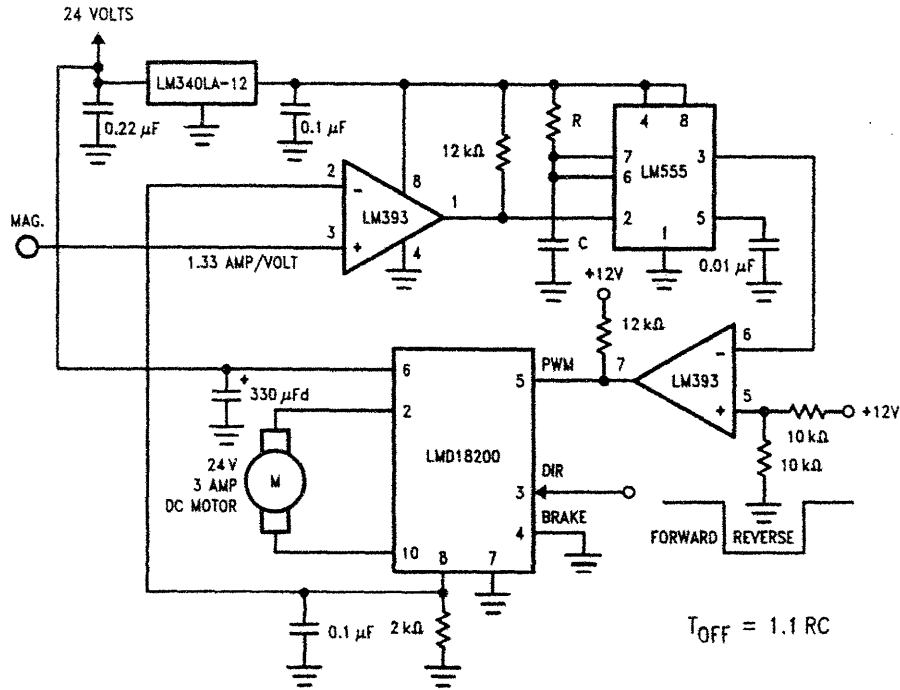 24 VOLTS
LM340LA-12
0.22 µF
0.1 µF
12 kΩ
R
4
8
7
6
LM555
3
2
5
1
C
0.01 µF
MAG.
2
-
8
LM393
1
3
+
4
1.33 AMP/VOLT
+12V
12 kΩ
6
-
LM393
7
5
+
+12V
10 kΩ
10 kΩ
PWM
6
5
2
LMD18200
+
330 µFd
24 V
3 AMP
DC MOTOR
M
DIR
3
BRAKE
4
10
8
7
FORWARD
REVERSE
0.1 µF
2 kΩ
TOFF = 1.1 RC